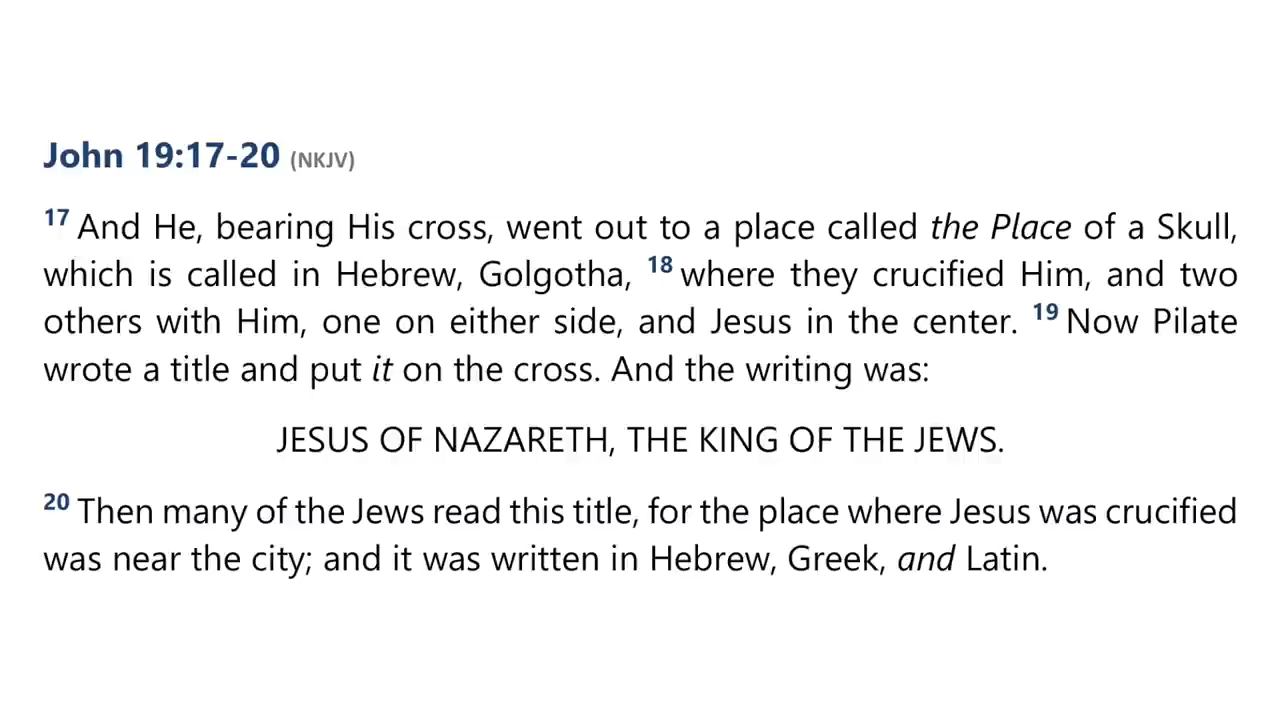 John 19:17-20 (NKJV)
17 And He, bearing His cross, went out to a place called the Place of a Skull,
which is called in Hebrew, Golgotha, 18 where they crucified Him, and two
others with Him, one on either side, and Jesus in the center. 19 Now Pilate
wrote a title and put it on the cross. And the writing was:
JESUS OF NAZARETH, THE KING OF THE JEWS.
20 Then many of the Jews read this title, for the place where Jesus was crucified
was near the city; and it was written in Hebrew, Greek, and Latin.